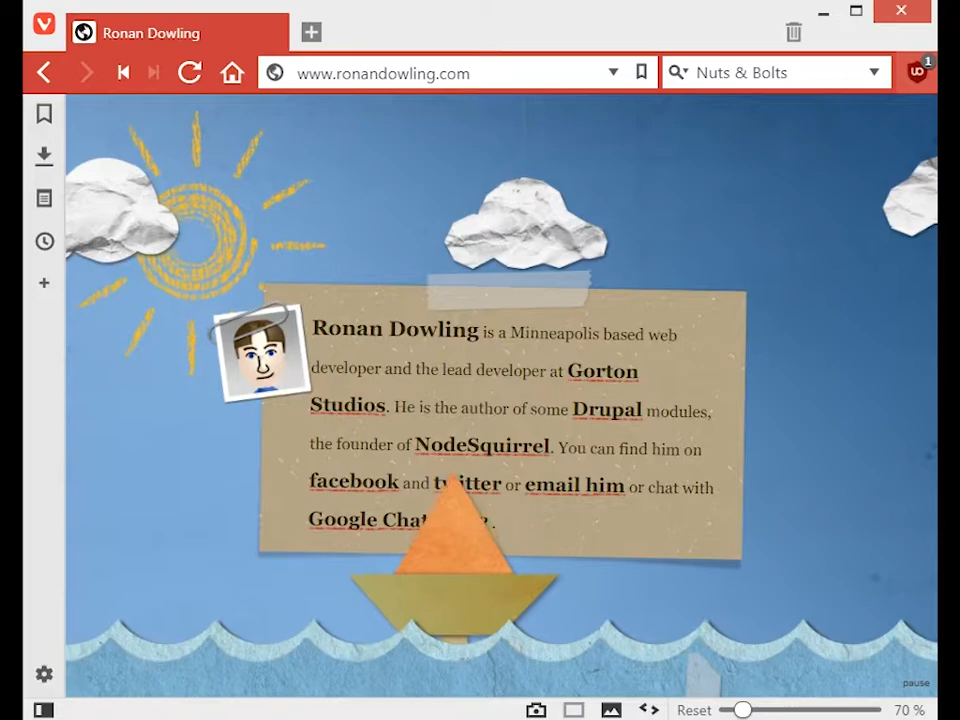 Ronan Dowling
www.ronandowling.com
Nuts & Bolts
1
Ronan Dowling is a Minneapolis based web
developer and the lead developer at Gorton
Studios. He is the author of some Drupal modules,
the founder of NodeSquirrel. You can find him on
facebook and twitter or email him or chat with
Google Chat ? .
pause
Reset 70 %